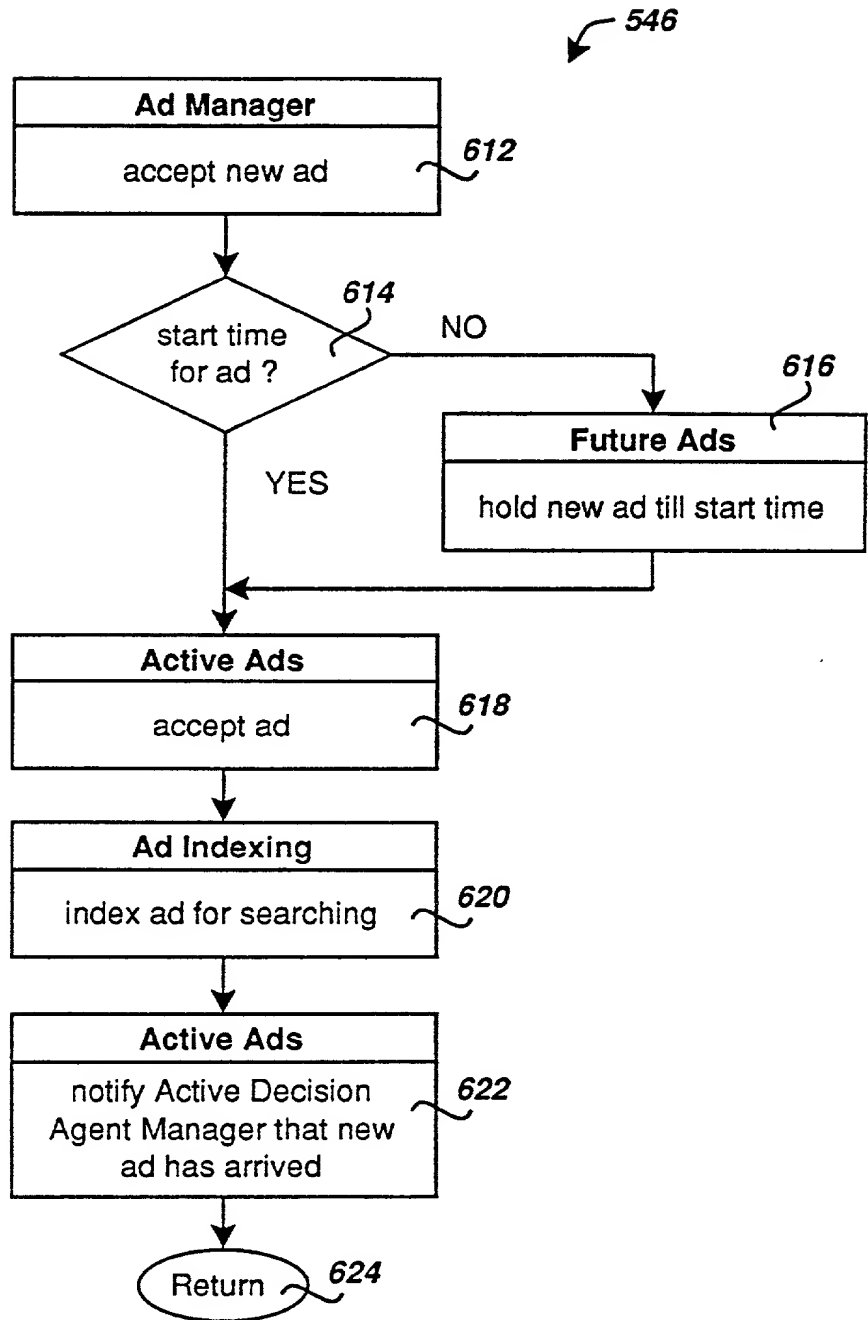 546
Ad Manager
accept new ad
612
start time
for ad ?
614
NO
YES
616
Future Ads
hold new ad till start time
Active Ads
accept ad
618
Ad Indexing
index ad for searching
620
Active Ads
notify Active Decision
Agent Manager that new
ad has arrived
622
Return
624